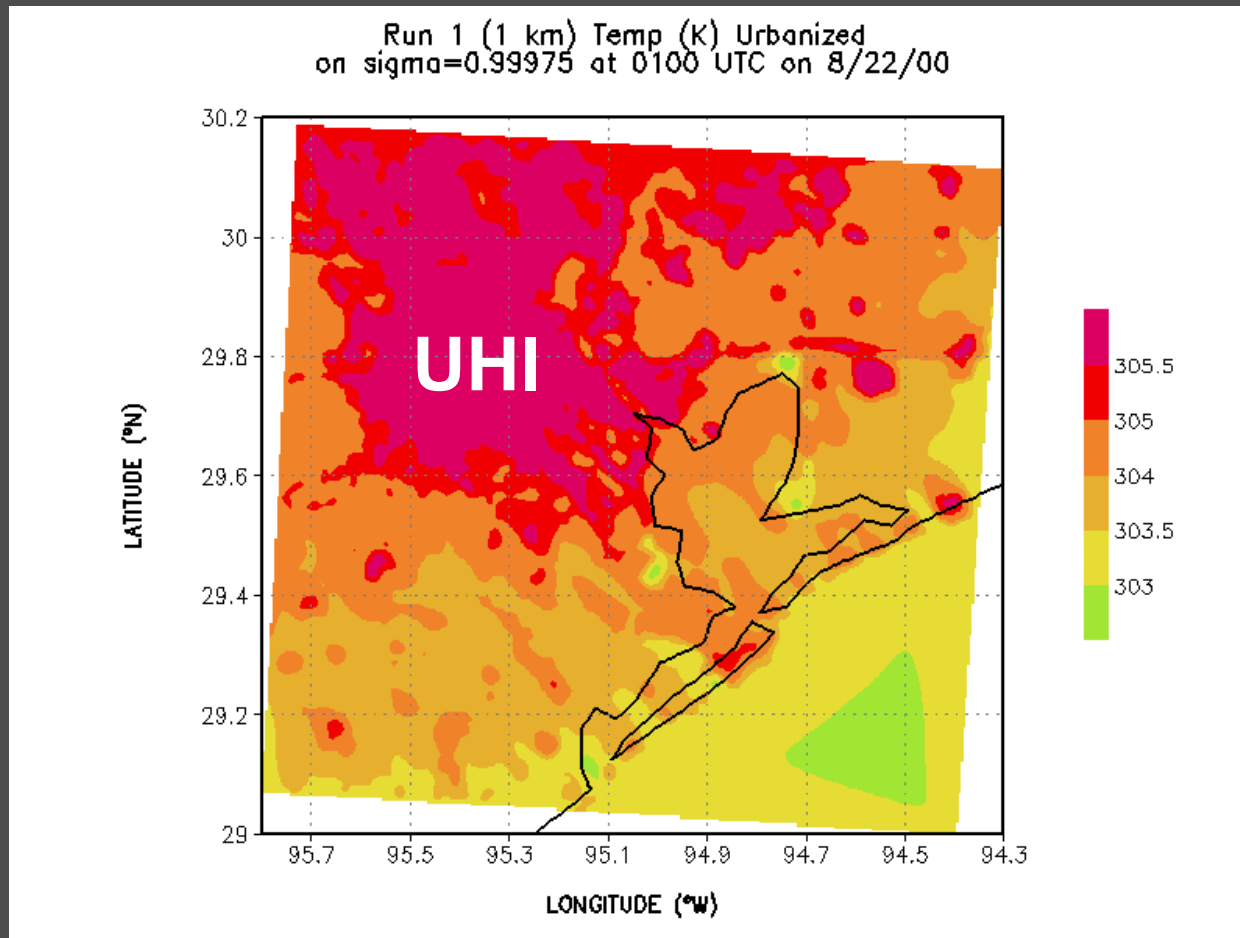 Run 1 (1 km) Temp (K) Urbanized
on sigma=0.99975 at 0100 UTC on 8/22/00
30.2
30
29.8
29.6
29.4
29.2
29
LATITUDE (°N)
UHI
305.5
305
304
303.5
303
95.7 95.5 95.3 95.1 94.9 94.7 94.5 94.3
LONGITUDE (°W)